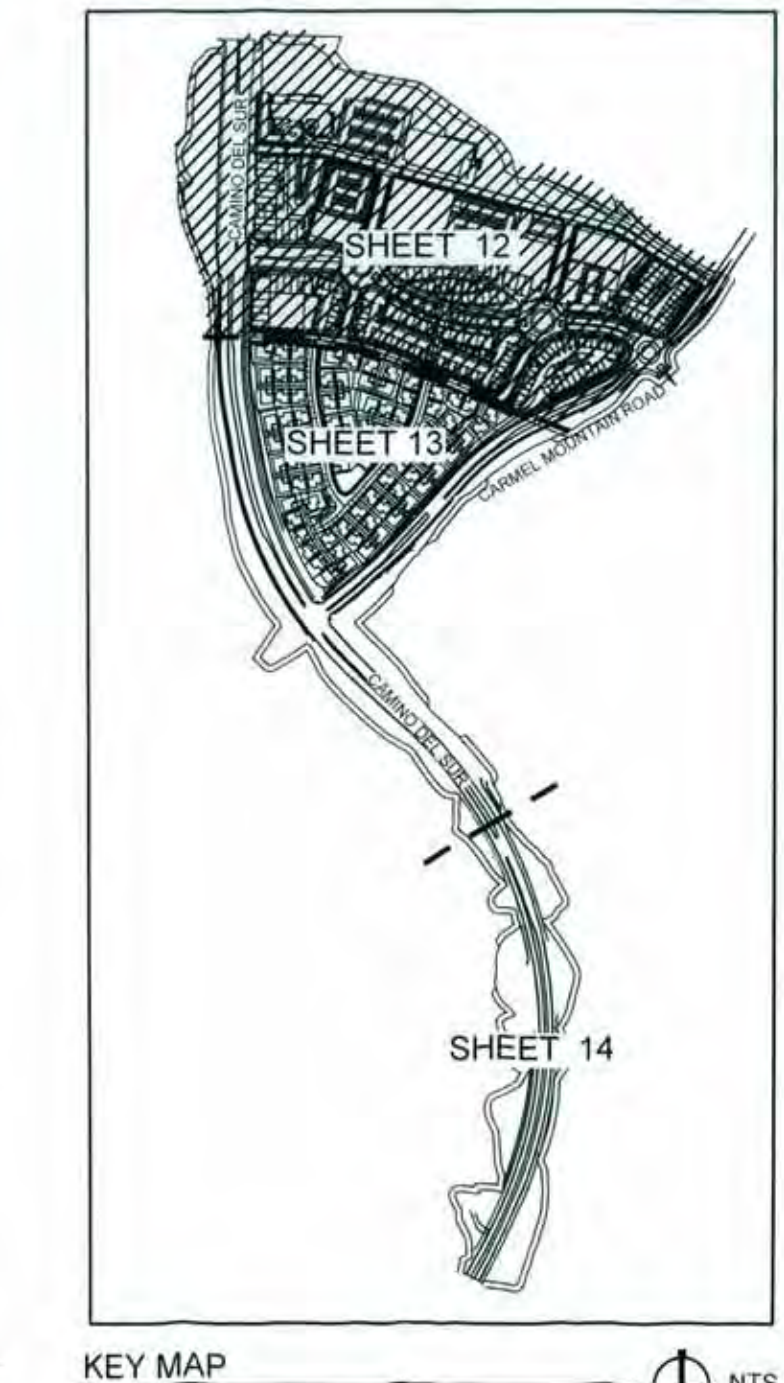 CAMINO DEL SUR
SHEET 12
SHEET 13
CARMEL MOUNTAIN ROAD
CAMINO DEL SUR
SHEET 14
KEY MAP
NTS